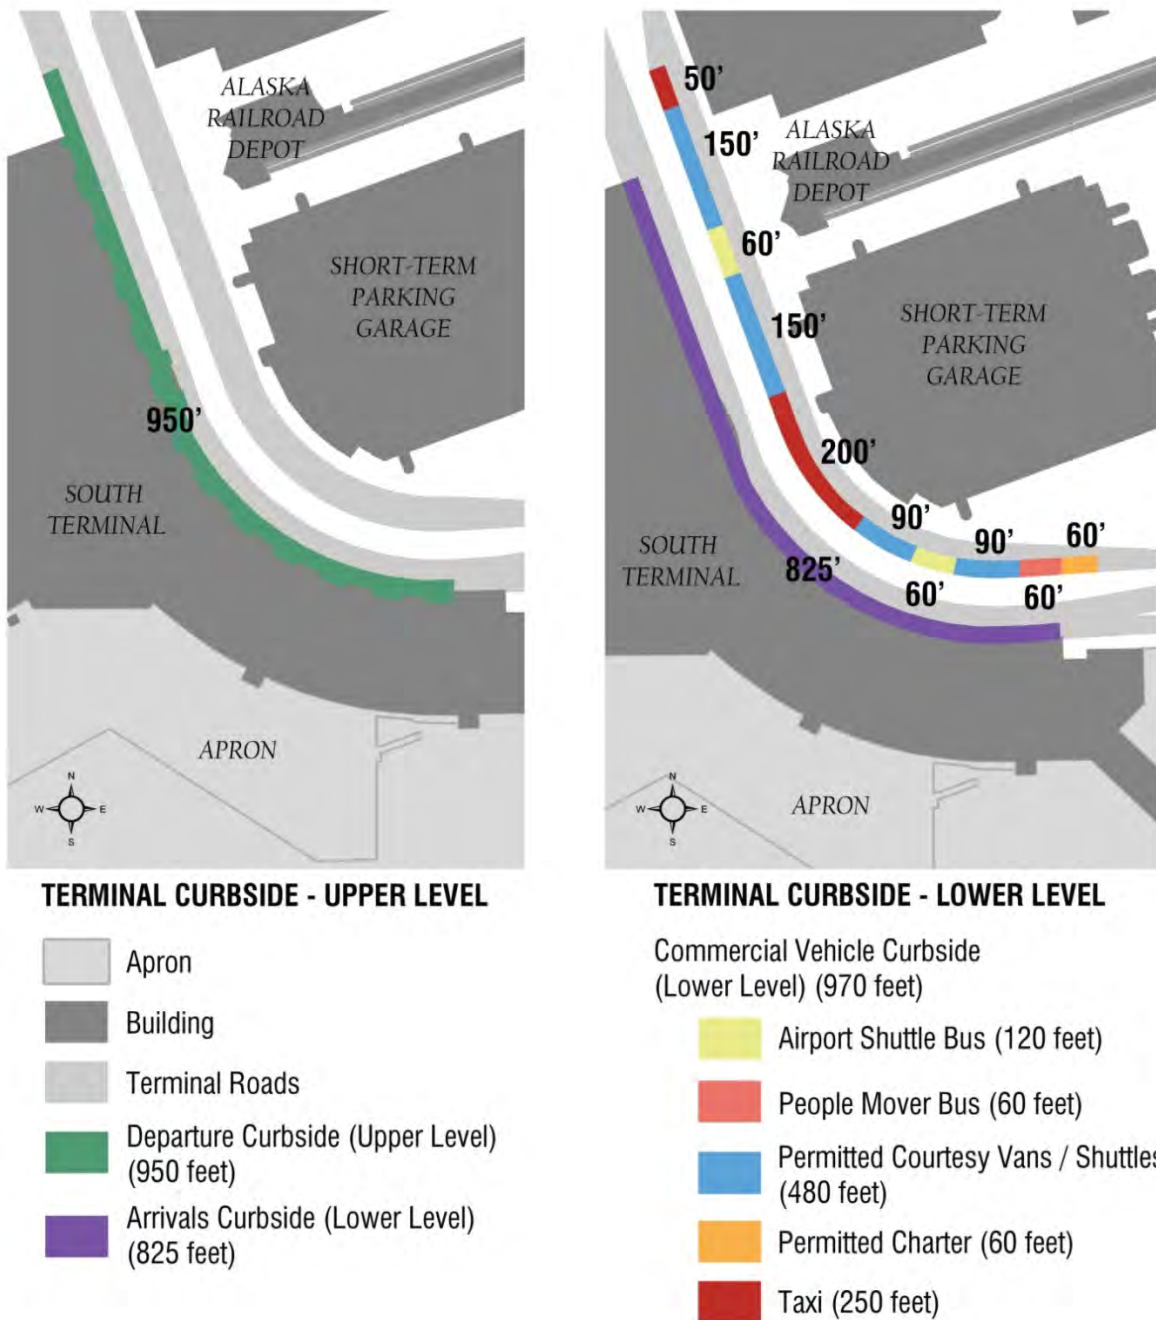 ALASKA
RAILROAD
DEPOT
SHORT-TERM
PARKING
GARAGE
950'
SOUTH
TERMINAL
APRON
N
W E
S
50'
150'
ALASKA
RAILROAD
DEPOT
60'
150'
SHORT-TERM
PARKING
GARAGE
200'
90'
90'
60'
SOUTH
TERMINAL
825'
60'
60'
APRON
N
W E
S
TERMINAL CURBSIDE - UPPER LEVEL
Apron
Building
Terminal Roads
Departure Curbside (Upper Level)
(950 feet)
Arrivals Curbside (Lower Level)
(825 feet)
TERMINAL CURBSIDE - LOWER LEVEL
Commercial Vehicle Curbside
(Lower Level) (970 feet)
Airport Shuttle Bus (120 feet)
People Mover Bus (60 feet)
Permitted Courtesy Vans / Shuttles
(480 feet)
Permitted Charter (60 feet)
Taxi (250 feet)